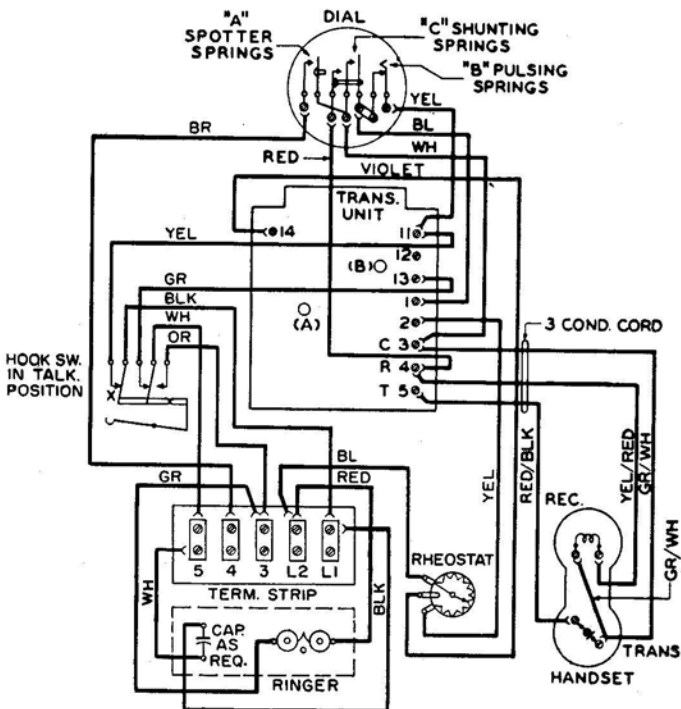 DIAL
"A"
SPOTTER
SPRINGS
"C" SHUNTING
SPRINGS
"B" PULSING
SPRINGS
YEL
BL
WH
BR
RED
VIOLET
TRANS.
UNIT
14
11
12
(B)
13
1
2
C 3
R 4
T 5
(A)
YEL
GR
BLK
WH
OR
HOOK SW.
IN TALK.
POSITION
X
3 COND. CORD
BL
RED
GR
YEL
RED/BLK
YEL/RED
GR/WH
GR/WH
REC.
RHEOSTAT
5 4 3 L2 L1
TERM. STRIP
WH
BLK
CAP.
AS
REQ.
RINGER
TRANS
HANDSET